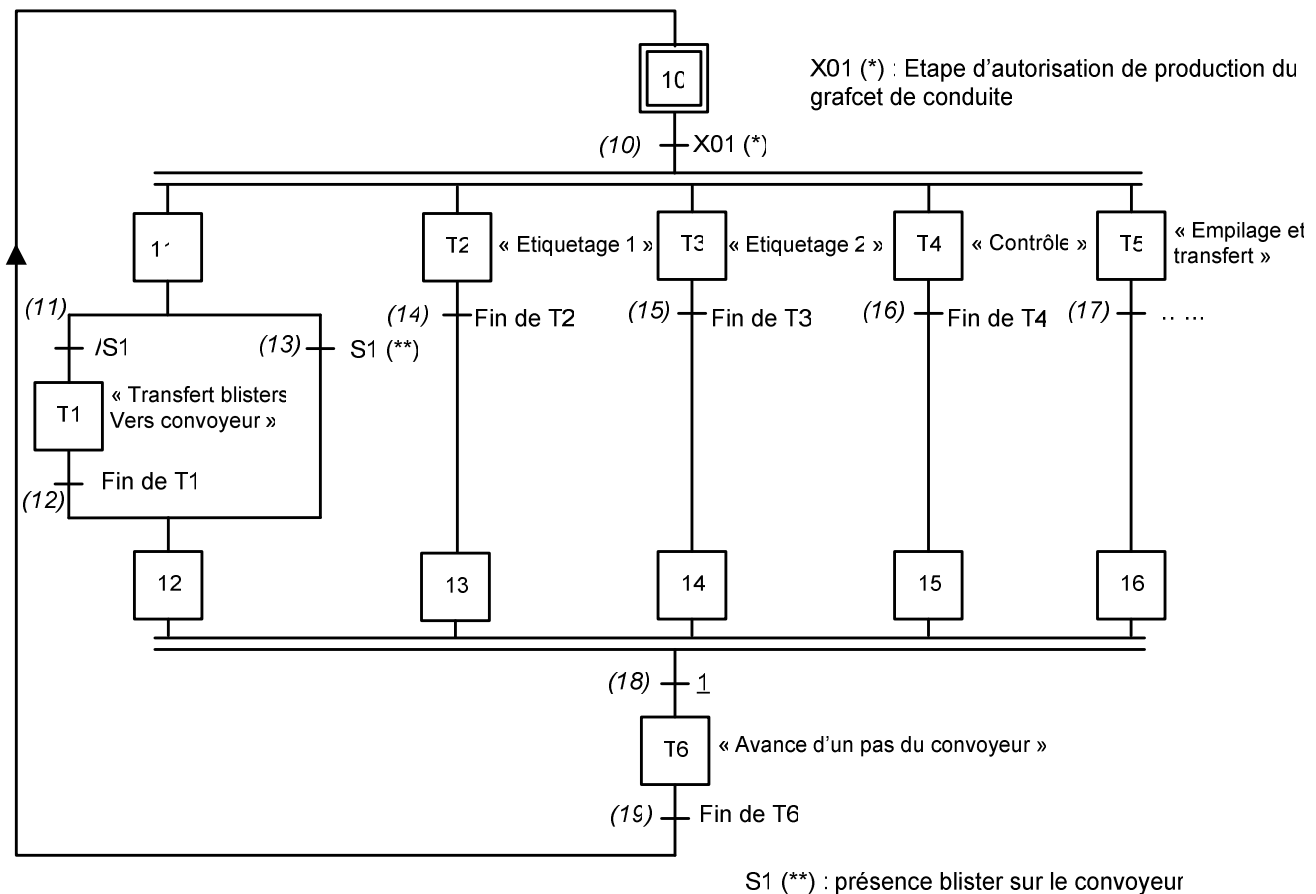 10
X01 (*) : Etape d'autorisation de production du
grafcet de conduite
(10) X01 (*)
11
T2 « Etiquetage 1 »
T3 « Etiquetage 2 »
T4 « Contrôle »
T5 « Empilage et
transfert »
(11)
/S1
(13) S1 (**)
(14) Fin de T2
(15) Fin de T3
(16) Fin de T4
(17) .. ...
T1 « Transfert blisters
Vers convoyeur »
(12) Fin de T1
12
13
14
15
16
(18) 1
T6 « Avance d'un pas du convoyeur »
(19) Fin de T6
S1 (**) : présence blister sur le convoyeur